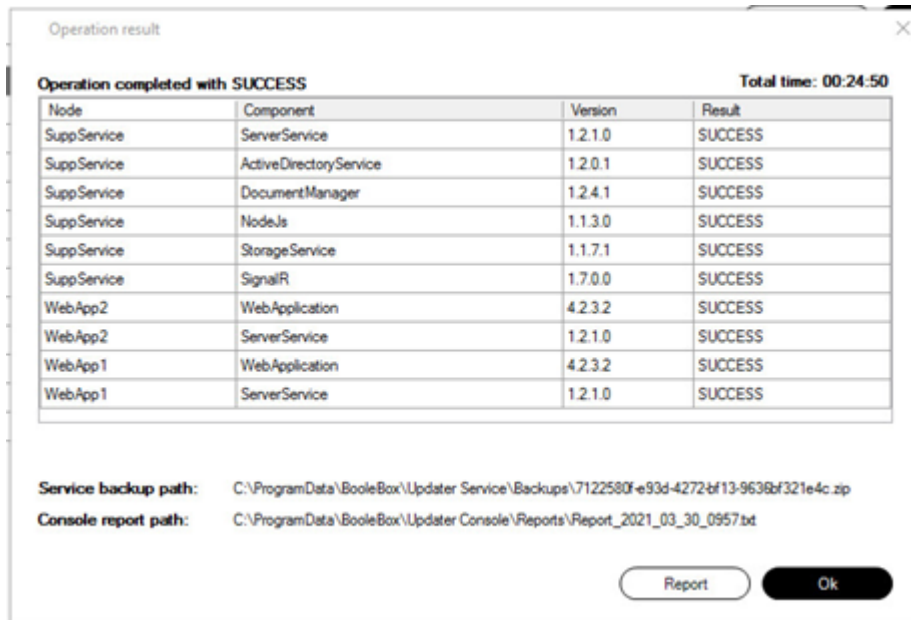 Operation result
Operation completed with SUCCESS Total time: 00:24:50
Node Component Version Result
SuppService ServerService 1.2.1.0 SUCCESS
SuppService ActiveDirectoryService 1.2.0.1 SUCCESS
SuppService DocumentManager 1.2.4.1 SUCCESS
SuppService NodeJs 1.1.3.0 SUCCESS
SuppService StorageService 1.1.7.1 SUCCESS
SuppService SignalR 1.7.0.0 SUCCESS
WebApp2 WebApplication 4.2.3.2 SUCCESS
WebApp2 ServerService 1.2.1.0 SUCCESS
WebApp1 WebApplication 4.2.3.2 SUCCESS
WebApp1 ServerService 1.2.1.0 SUCCESS
Service backup path: C:\ProgramData\BooleBox\Updater Service\Backups\7122580f-e93d-4272-bf13-9636bf321e4c.zip
Console report path: C:\ProgramData\BooleBox\Updater Console\Reports\Report_2021_03_30_0957.txt
Report Ok